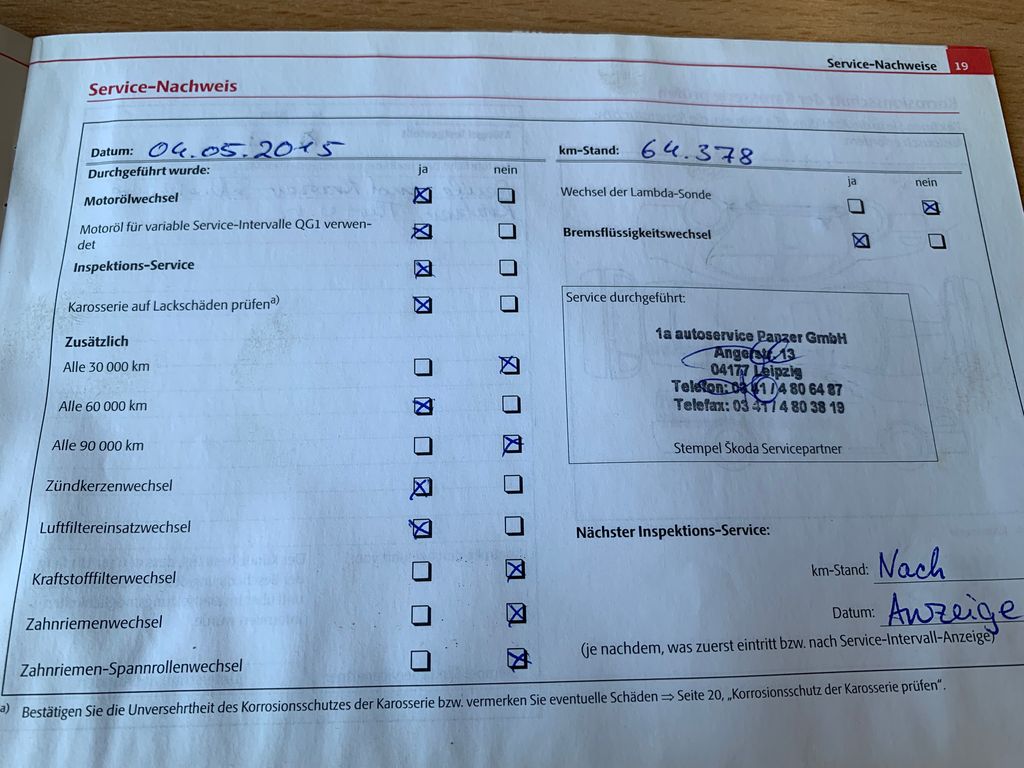 Service-Nachweise 19
Service-Nachweis
Datum: 04.05.2015
km-Stand: 64.378
Durchgeführt wurde: ja nein
Motorölwechsel
Motoröl für variable Service-Intervalle QG1 verwen-
det
Inspektions-Service
Karosserie auf Lackschäden prüfen a)
Zusätzlich
Alle 30 000 km
Alle 60 000 km
Alle 90 000 km
Zündkerzenwechsel
Luftfiltereinsatzwechsel
Kraftstofffilterwechsel
Zahnriemenwechsel
Zahnriemen-Spannrollenwechsel
ja nein
Wechsel der Lambda-Sonde
Bremsflüssigkeitswechsel
Service durchgeführt:
1a autoservice Panzer GmbH
Angerstr. 13
04177 Leipzig
Telefon: 03 41 / 4 80 64 87
Telefax: 03 41 / 4 80 38 19
Stempel Škoda Servicepartner
Nächster Inspektions-Service:
km-Stand: Nach
Datum: Anzeige
(je nachdem, was zuerst eintritt bzw. nach Service-Intervall-Anzeige)
a) Bestätigen Sie die Unversehrtheit des Korrosionsschutzes der Karosserie bzw. vermerken Sie eventuelle Schäden ⇒ Seite 20, „Korrosionsschutz der Karosserie prüfen“.